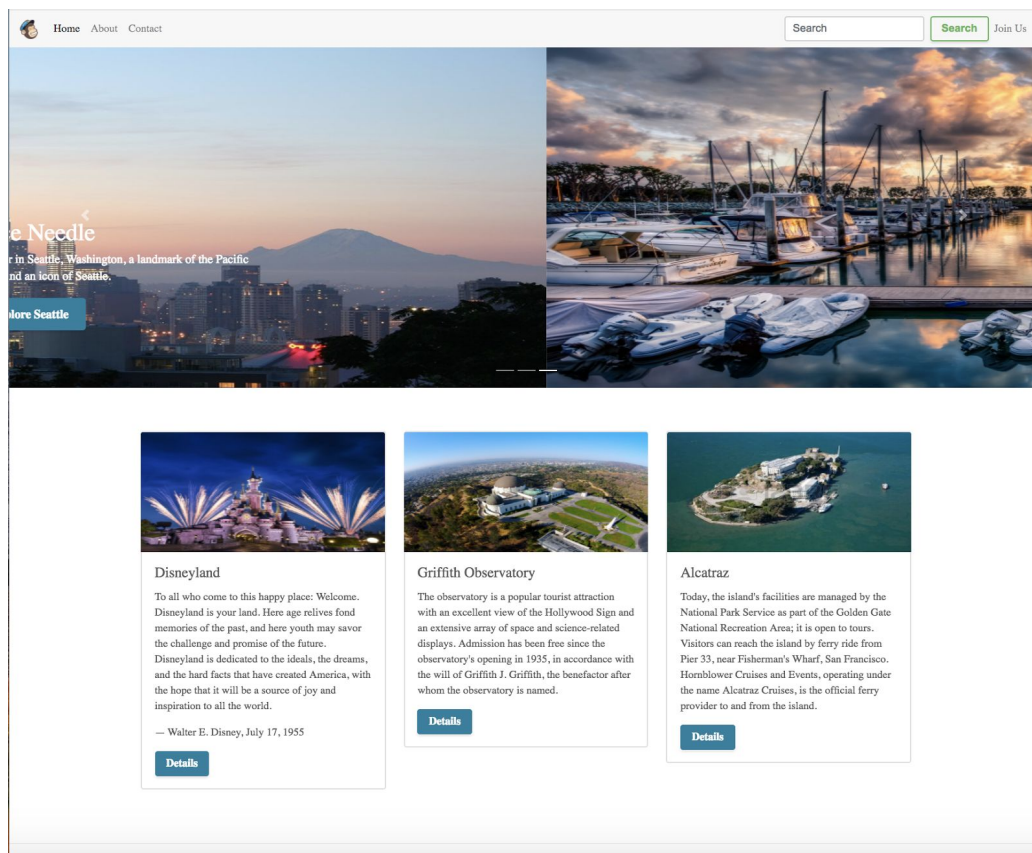 Home About Contact Search Search Join Us
e Needle
r in Seattle, Washington, a landmark of the Pacific
nd an icon of Seattle.
lore Seattle
Disneyland
To all who come to this happy place: Welcome.
Disneyland is your land. Here age relives fond
memories of the past, and here youth may savor
the challenge and promise of the future.
Disneyland is dedicated to the ideals, the dreams,
and the hard facts that have created America, with
the hope that it will be a source of joy and
inspiration to all the world.
— Walter E. Disney, July 17, 1955
Details
Griffith Observatory
The observatory is a popular tourist attraction
with an excellent view of the Hollywood Sign and
an extensive array of space and science-related
displays. Admission has been free since the
observatory's opening in 1935, in accordance with
the will of Griffith J. Griffith, the benefactor after
whom the observatory is named.
Details
Alcatraz
Today, the island's facilities are managed by the
National Park Service as part of the Golden Gate
National Recreation Area; it is open to tours.
Visitors can reach the island by ferry ride from
Pier 33, near Fisherman's Wharf, San Francisco.
Hornblower Cruises and Events, operating under
the name Alcatraz Cruises, is the official ferry
provider to and from the island.
Details